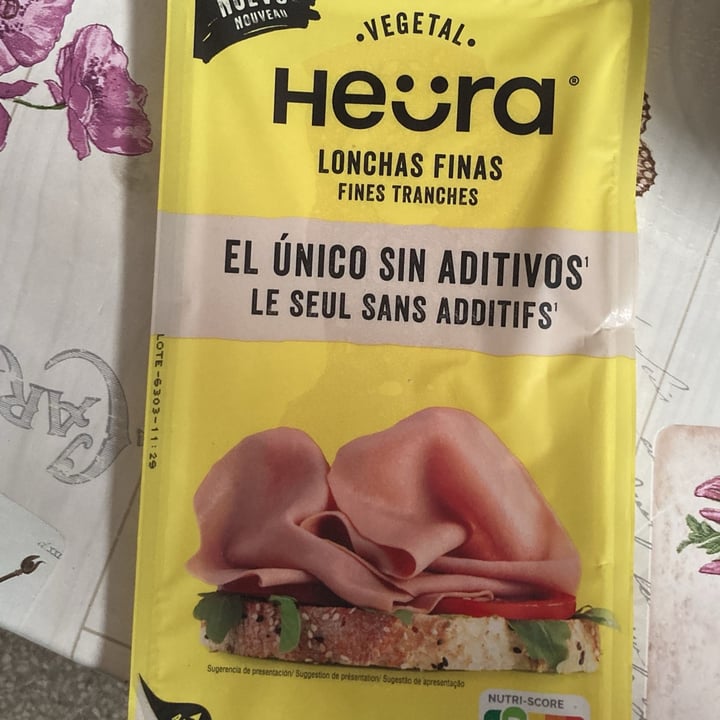 NUEVO
NOUVEAU
•VEGETAL•
Heüra®
LONCHAS FINAS
FINES TRANCHES
EL ÚNICO SIN ADITIVOS¹
LE SEUL SANS ADDITIFS¹
LOTE-6303-11:29
Sugerencia de presentación/ Suggestion de présentation/ Sugestão de apresentação
NUTRI-SCORE